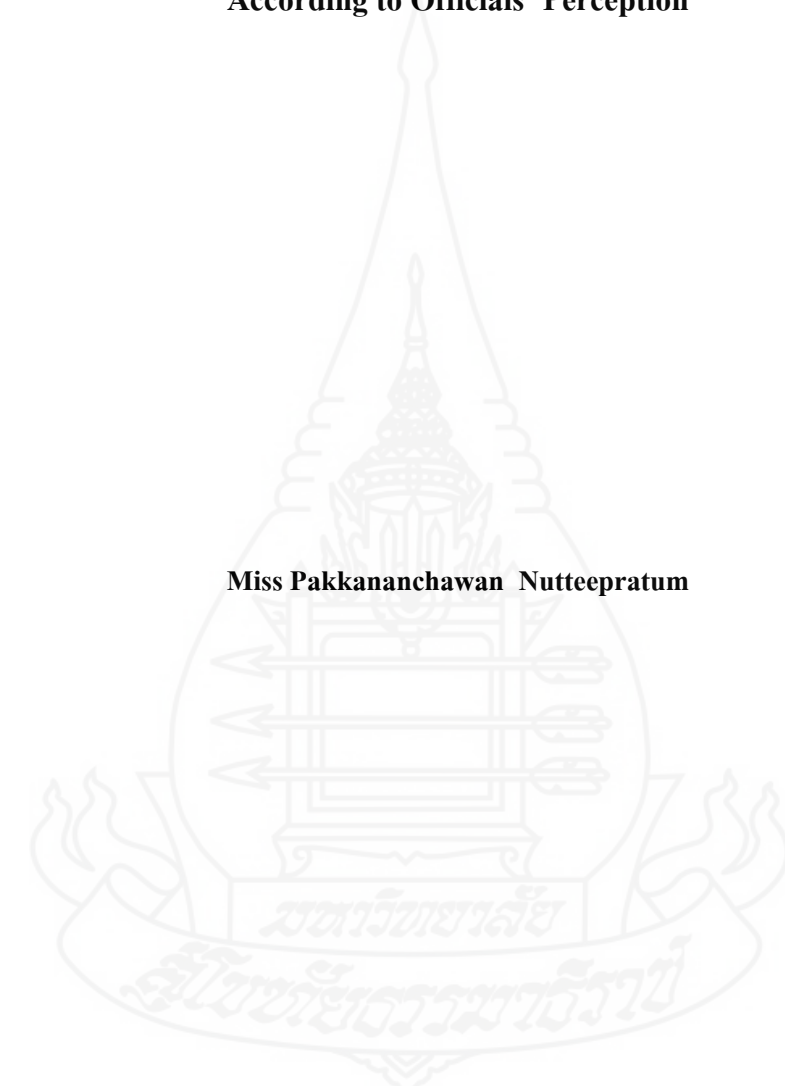 According to Officials' Perception
Miss Pakkananchawan Nutteepratum
มหาวิทยาลัย
สุโขทัยธรรมาธิราช